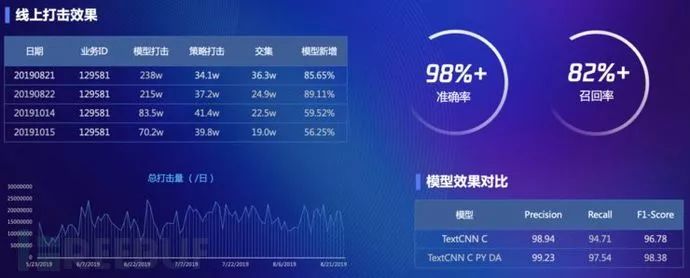 线上打击效果
日期 业务ID 模型打击 策略打击 交集 模型新增
20190821 129581 238w 34.1w 36.3w 85.65%
20190822 129581 215w 37.2w 24.9w 89.11%
20191014 129581 83.5w 41.4w 22.5w 59.52%
20191015 129581 70.2w 39.8w 19.0w 56.25%
98%+
准确率
82%+
召回率
总打击量（/日）
30000000
25000000
20000000
15000000
10000000
5000000
0
5/23/2019 6/7/2019 6/22/2019 7/7/2019 7/22/2019 8/6/2019 8/21/2019
REEBUF
模型效果对比
模型 Precision Recall F1-Score
TextCNN C 98.94 94.71 96.78
TextCNN C PY DA 99.23 97.54 98.38